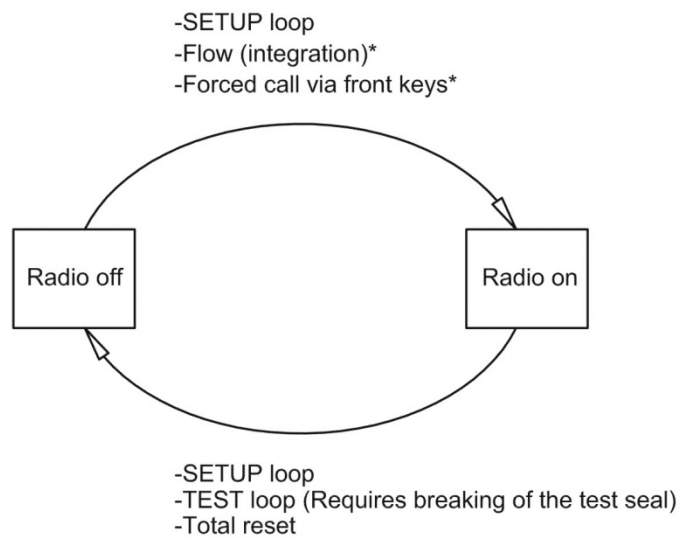 -SETUP loop
-Flow (integration)*
-Forced call via front keys*
Radio off
Radio on
-SETUP loop
-TEST loop (Requires breaking of the test seal)
-Total reset